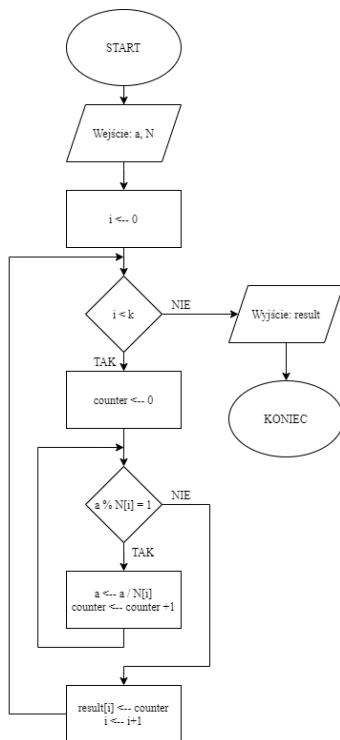 START
Wejście: a, N
i <-- 0
i < k
NIE
Wyjście: result
TAK
counter <-- 0
KONIEC
a % N[i] = 1
NIE
TAK
a <-- a / N[i]
counter <-- counter +1
result[i] <-- counter
i <-- i+1